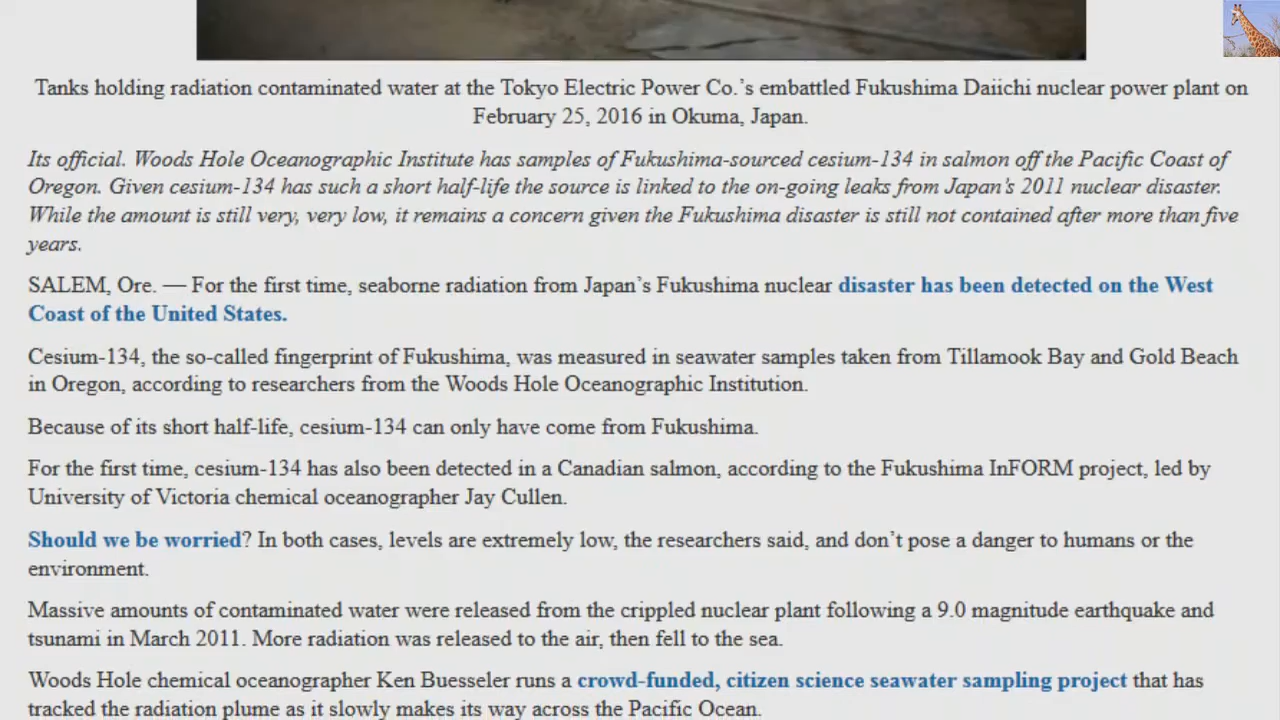 Tanks holding radiation contaminated water at the Tokyo Electric Power Co.'s embattled Fukushima Daiichi nuclear power plant on
February 25, 2016 in Okuma, Japan.
Its official. Woods Hole Oceanographic Institute has samples of Fukushima-sourced cesium-134 in salmon off the Pacific Coast of
Oregon. Given cesium-134 has such a short half-life the source is linked to the on-going leaks from Japan's 2011 nuclear disaster.
While the amount is still very, very low, it remains a concern given the Fukushima disaster is still not contained after more than five
years.
SALEM, Ore. — For the first time, seaborne radiation from Japan's Fukushima nuclear disaster has been detected on the West
Coast of the United States.
Cesium-134, the so-called fingerprint of Fukushima, was measured in seawater samples taken from Tillamook Bay and Gold Beach
in Oregon, according to researchers from the Woods Hole Oceanographic Institution.
Because of its short half-life, cesium-134 can only have come from Fukushima.
For the first time, cesium-134 has also been detected in a Canadian salmon, according to the Fukushima InFORM project, led by
University of Victoria chemical oceanographer Jay Cullen.
Should we be worried? In both cases, levels are extremely low, the researchers said, and don't pose a danger to humans or the
environment.
Massive amounts of contaminated water were released from the crippled nuclear plant following a 9.0 magnitude earthquake and
tsunami in March 2011. More radiation was released to the air, then fell to the sea.
Woods Hole chemical oceanographer Ken Buesseler runs a crowd-funded, citizen science seawater sampling project that has
tracked the radiation plume as it slowly makes its way across the Pacific Ocean.